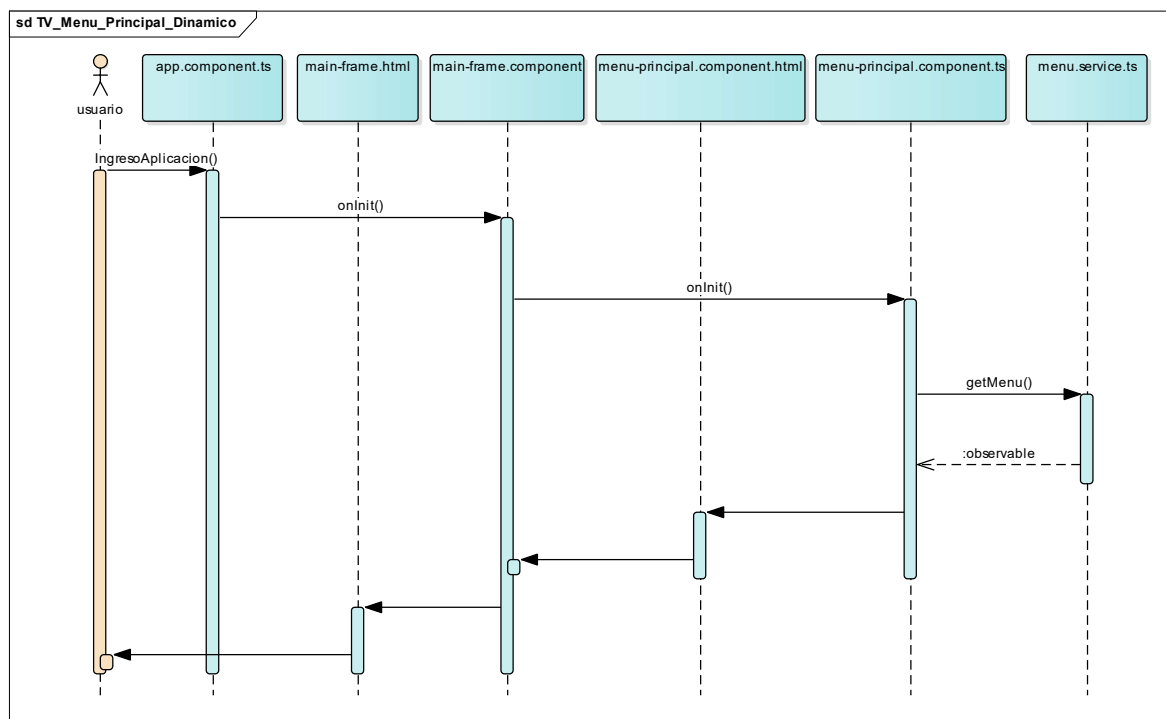 sd TV_Menu_Principal_Dinamico
usuario
app.component.ts
main-frame.html
main-frame.component
menu-principal.component.html
menu-principal.component.ts
menu.service.ts
IngresoAplicacion()
onInit()
onInit()
getMenu()
:observable